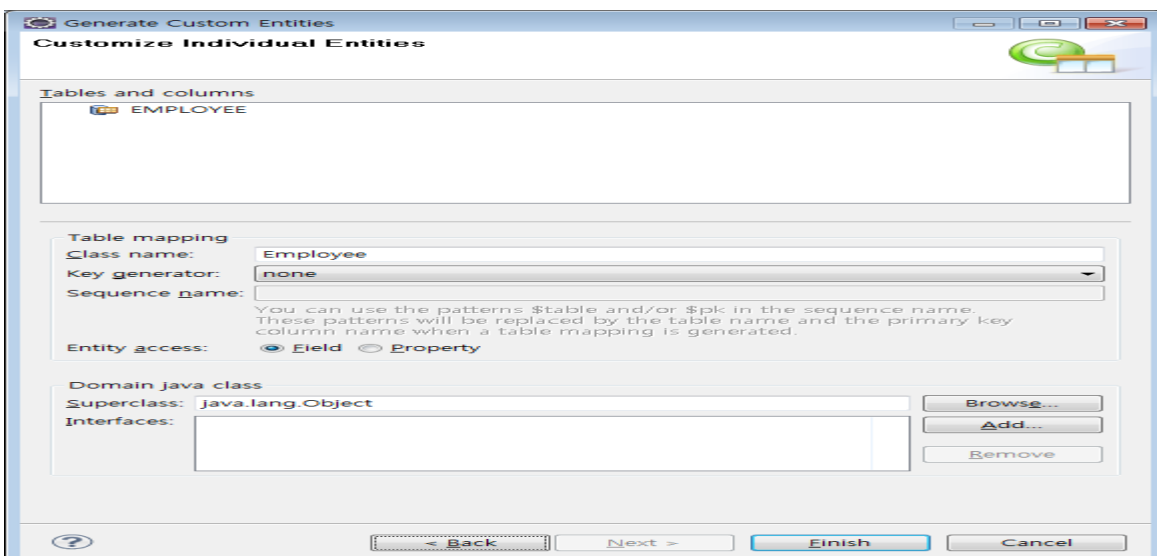 Generate Custom Entities
Customize Individual Entities
Tables and columns
EMPLOYEE
Table mapping
Class name: Employee
Key generator: none
Sequence name:
You can use the patterns $table and/or $pk in the sequence name.
These patterns will be replaced by the table name and the primary key
column name when a table mapping is generated.
Entity access: Field Property
Domain java class
Superclass: java.lang.Object Browse...
Interfaces: Add...
Remove
? < Back Next > Finish Cancel